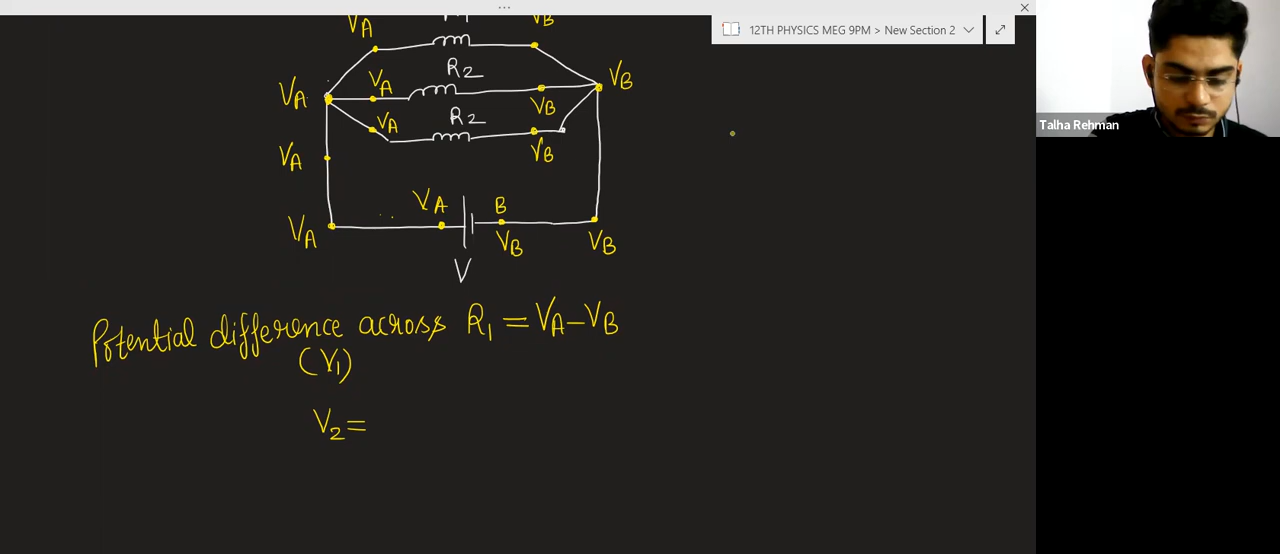 12TH PHYSICS MEG 9PM > New Section 2
Talha Rehman
VA
VB
VA
VA
R2
VB
VB
VA
R2
VB
VA
VA
VA
B
VB
VB
V
Potential difference across R1 = VA - VB
(V1)
V2 =